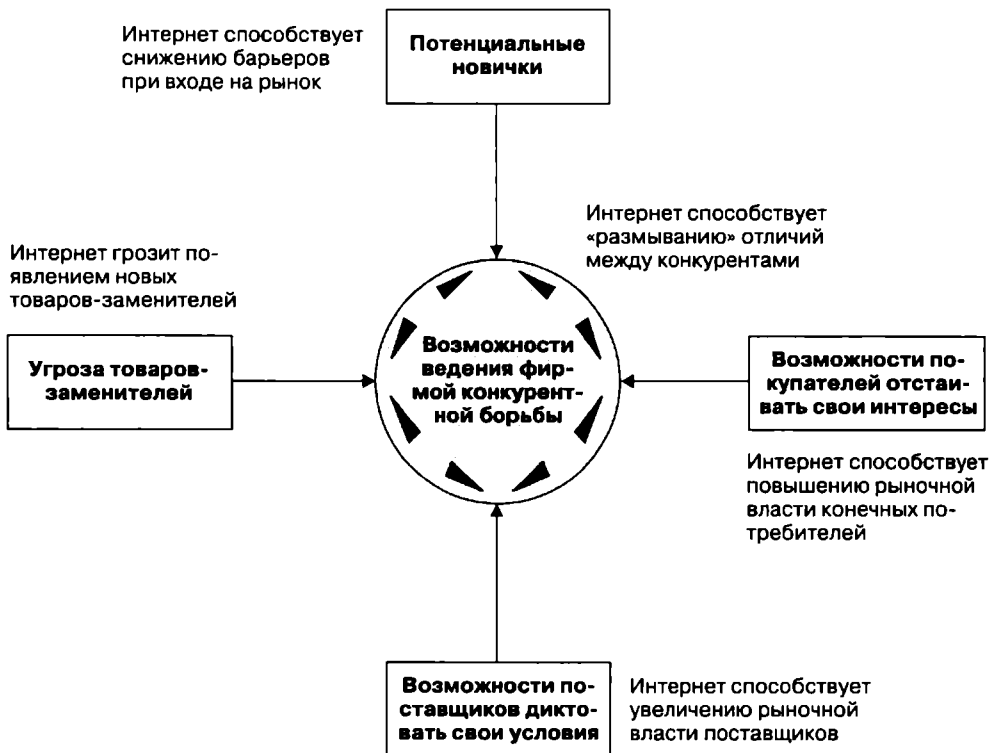 Интернет способствует
снижению барьеров
при входе на рынок
Потенциальные
новички
Интернет способствует
«размыванию» отличий
между конкурентами
Интернет грозит по-
явлением новых
товаров-заменителей
Угроза товаров-
заменителей
Возможности
ведения фир-
мой конкурент-
ной борьбы
Возможности по-
купателей отстаи-
вать свои интересы
Интернет способствует
повышению рыночной
власти конечных по-
требителей
Возможности по-
ставщиков дикто-
вать свои условия
Интернет способствует
увеличению рыночной
власти поставщиков